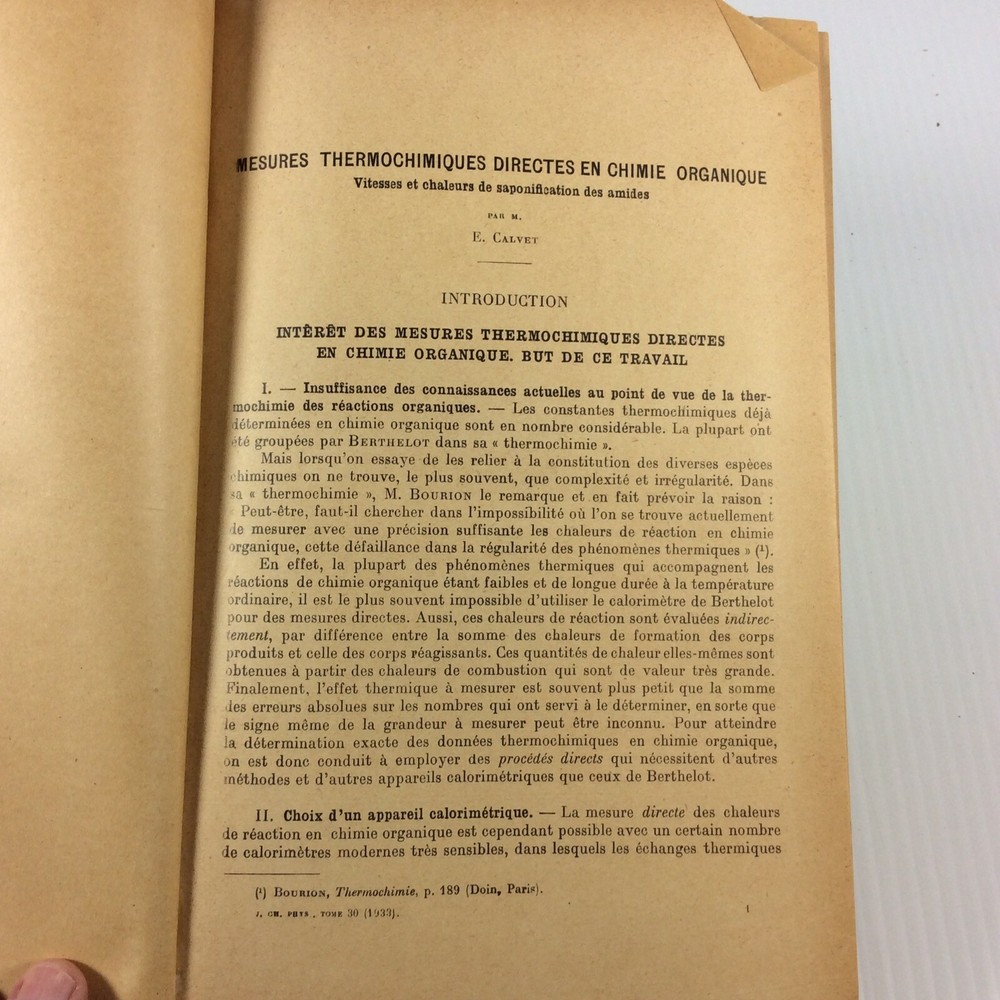 MESURES THERMOCHIMIQUES DIRECTES EN CHIMIE ORGANIQUE
Vitesses et chaleurs de saponification des amides
PAR M.
E. CALVET
INTRODUCTION
INTÉRÊT DES MESURES THERMOCHIMIQUES DIRECTES
EN CHIMIE ORGANIQUE. BUT DE CE TRAVAIL
I. — Insuffisance des connaissances actuelles au point de vue de la ther-
mochimie des réactions organiques. — Les constantes thermochimiques déjà
déterminées en chimie organique sont en nombre considérable. La plupart ont
été groupées par BERTHELOT dans sa « thermochimie ».
Mais lorsqu'on essaye de les relier à la constitution des diverses espèces
chimiques on ne trouve, le plus souvent, que complexité et irrégularité. Dans
sa « thermochimie », M. BOURION le remarque et en fait prévoir la raison :
« Peut-être, faut-il chercher dans l'impossibilité où l'on se trouve actuellement
de mesurer avec une précision suffisante les chaleurs de réaction en chimie
organique, cette défaillance dans la régularité des phénomènes thermiques » (¹).
En effet, la plupart des phénomènes thermiques qui accompagnent les
réactions de chimie organique étant faibles et de longue durée à la température
ordinaire, il est le plus souvent impossible d'utiliser le calorimètre de Berthelot
pour des mesures directes. Aussi, ces chaleurs de réaction sont évaluées indirec-
tement, par différence entre la somme des chaleurs de formation des corps
produits et celle des corps réagissants. Ces quantités de chaleur elles-mêmes sont
obtenues à partir des chaleurs de combustion qui sont de valeur très grande.
Finalement, l'effet thermique à mesurer est souvent plus petit que la somme
des erreurs absolues sur les nombres qui ont servi à le déterminer, en sorte que
le signe même de la grandeur à mesurer peut être inconnu. Pour atteindre
la détermination exacte des données thermochimiques en chimie organique,
on est donc conduit à employer des procédés directs qui nécessitent d'autres
méthodes et d'autres appareils calorimétriques que ceux de Berthelot.
II. Choix d'un appareil calorimétrique. — La mesure directe des chaleurs
de réaction en chimie organique est cependant possible avec un certain nombre
de calorimètres modernes très sensibles, dans lesquels les échanges thermiques
(¹) BOURION, Thermochimie, p. 189 (Doin, Paris).
J. CH. PHYS. TOME 30 (1933). 1